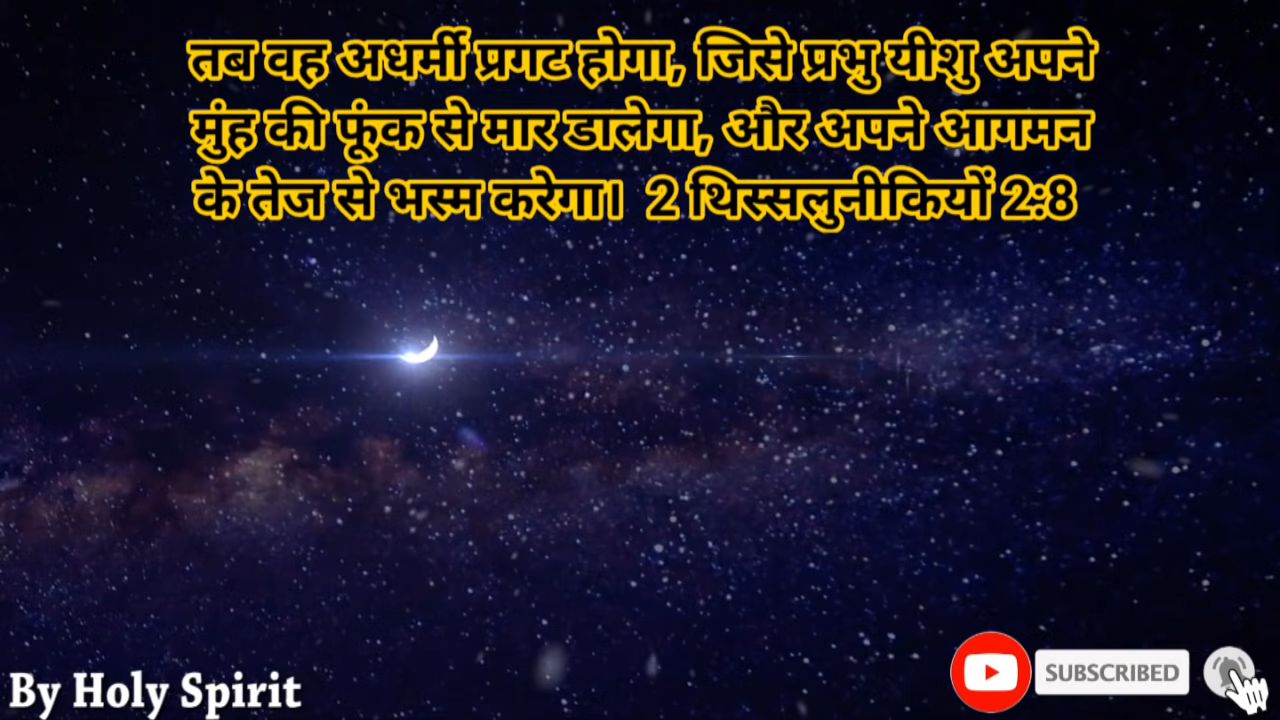 तब वह अधर्मी प्रगट होगा, जिसे प्रभु यीशु अपने
मुंह की फूंक से मार डालेगा, और अपने आगमन
के तेज से भस्म करेगा। 2 थिस्सलुनीकियों 2:8
By Holy Spirit
SUBSCRIBED